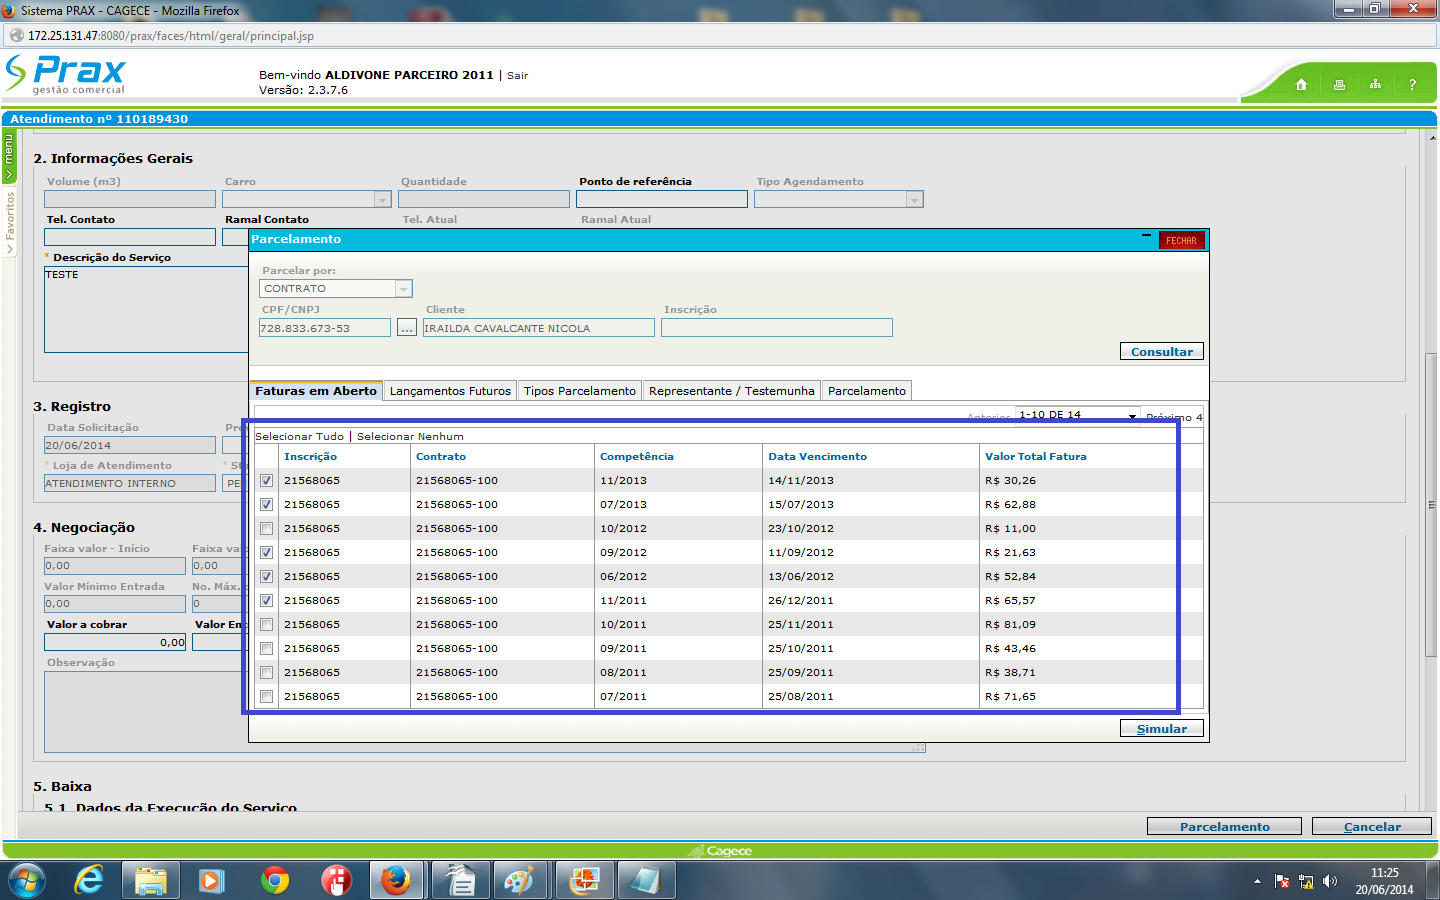 Sistema PRAX - CAGECE - Mozilla Firefox
172.25.131.47:8080/prax/faces/html/geral/principal.jsp
Prax
gestão comercial
Bem-vindo ALDIVONE PARCEIRO 2011 | Sair
Versão: 2.3.7.6
?
Atendimento nº 110189430
menu
Favoritos
2. Informações Gerais
Volume (m3) Carro Quantidade Ponto de referência Tipo Agendamento
Tel. Contato Ramal Contato Tel. Atual Ramal Atual
* Descrição do Serviço
TESTE
Parcelamento
FECHAR
Parcelar por:
CONTRATO
CPF/CNPJ Cliente Inscrição
728.833.673-53 ... IRAILDA CAVALCANTE NICOLA
Consultar
Faturas em Aberto Lançamentos Futuros Tipos Parcelamento Representante / Testemunha Parcelamento
Anterior 1-10 DE 14 Próximo 4
Selecionar Tudo | Selecionar Nenhum
Inscrição Contrato Competência Data Vencimento Valor Total Fatura
21568065 21568065-100 11/2013 14/11/2013 R$ 30,26
21568065 21568065-100 07/2013 15/07/2013 R$ 62,88
21568065 21568065-100 10/2012 23/10/2012 R$ 11,00
21568065 21568065-100 09/2012 11/09/2012 R$ 21,63
21568065 21568065-100 06/2012 13/06/2012 R$ 52,84
21568065 21568065-100 11/2011 26/12/2011 R$ 65,57
21568065 21568065-100 10/2011 25/11/2011 R$ 81,09
21568065 21568065-100 09/2011 25/10/2011 R$ 43,46
21568065 21568065-100 08/2011 25/09/2011 R$ 38,71
21568065 21568065-100 07/2011 25/08/2011 R$ 71,65
Simular
3. Registro
Data Solicitação
20/06/2014
* Loja de Atendimento
ATENDIMENTO INTERNO
4. Negociação
Faixa valor - Início
0,00 0,00
Valor Mínimo Entrada No. Máx.
0,00 0
Valor a cobrar
0,00
Observação
5. Baixa
5.1. Dados da Execução do Serviço
Parcelamento Cancelar
Cagece
11:25
20/06/2014